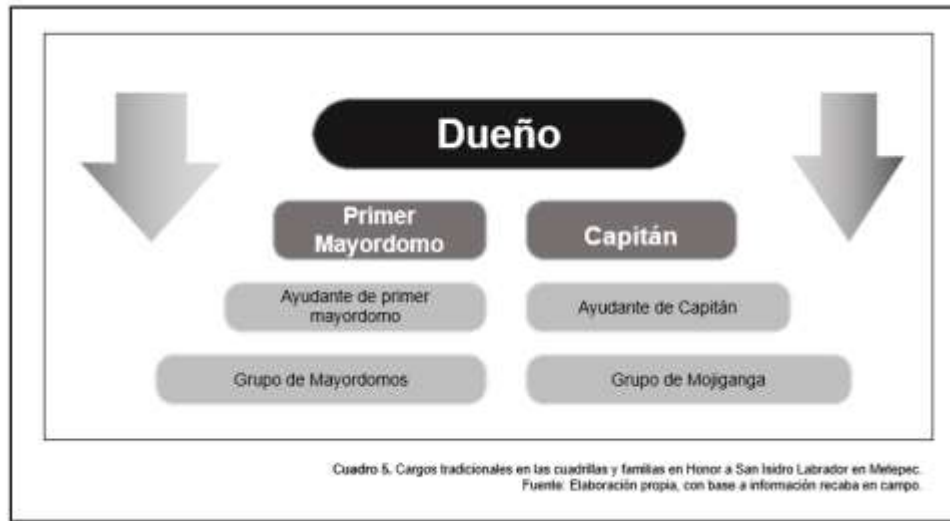 Dueño
Primer
Mayordomo
Capitán
Ayudante de primer
mayordomo
Ayudante de Capitán
Grupo de Mayordomos
Grupo de Mojiganga
Cuadro 5. Cargos tradicionales en las cuadrillas y familias en Honor a San Isidro Labrador en Metepec.
Fuente: Elaboración propia, con base a información recaba en campo.